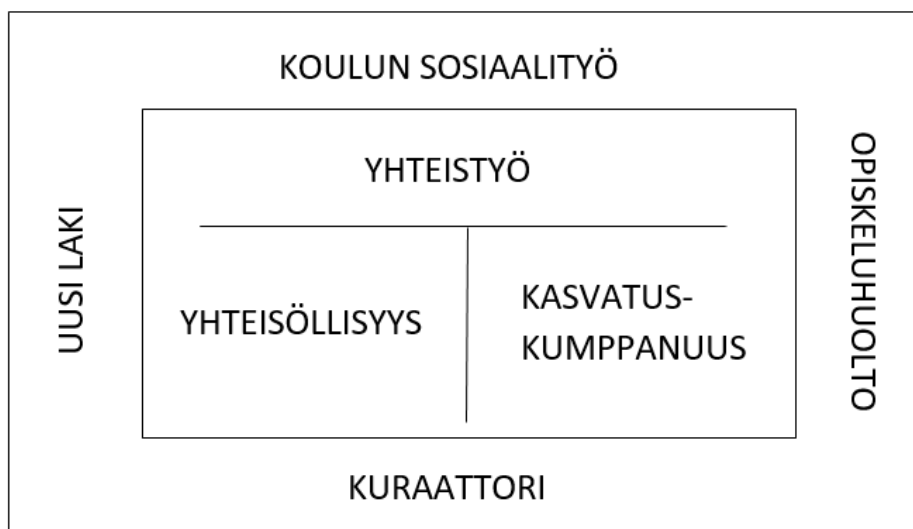 KOULUN SOSIAALITYÖ
YHTEISTYÖ
UUSI LAKI
YHTEISÖLLISYYS
KASVATUS-
KUMPPANUUS
OPISKELUHUOLTO
KURAATTORI